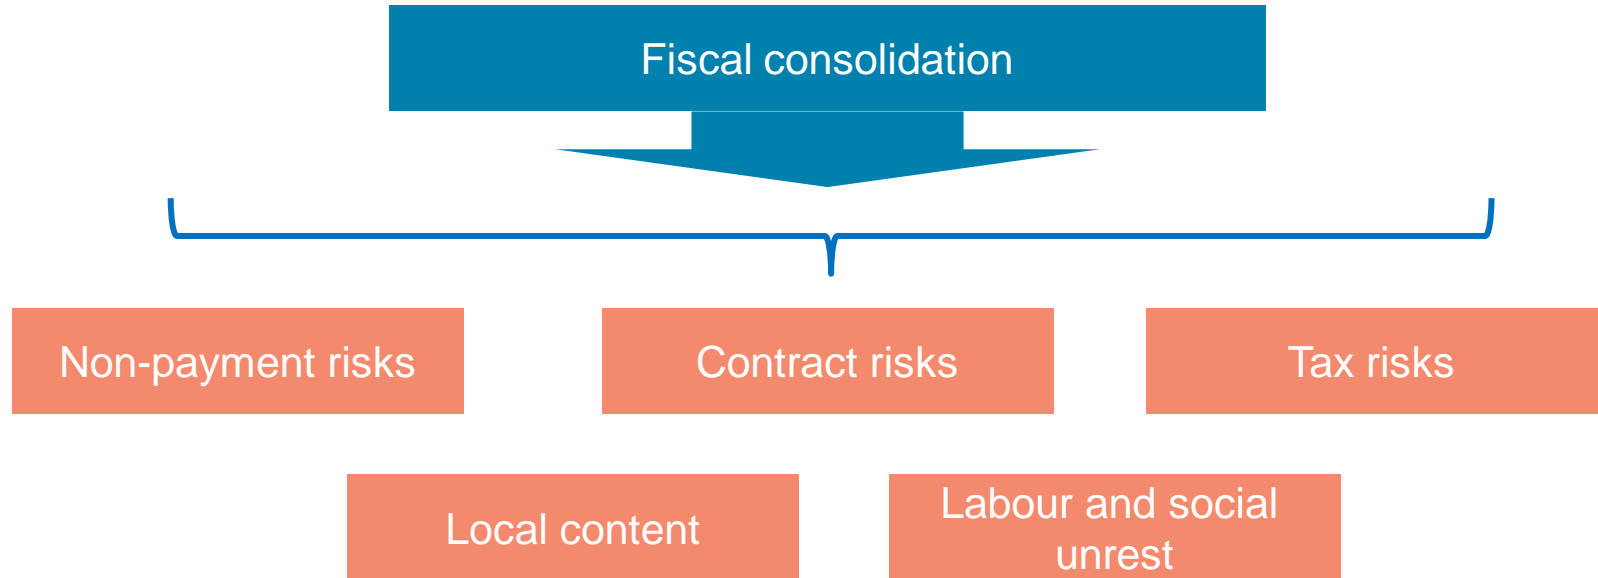 Fiscal consolidation
Non-payment risks
Contract risks
Tax risks
Local content
Labour and social
unrest